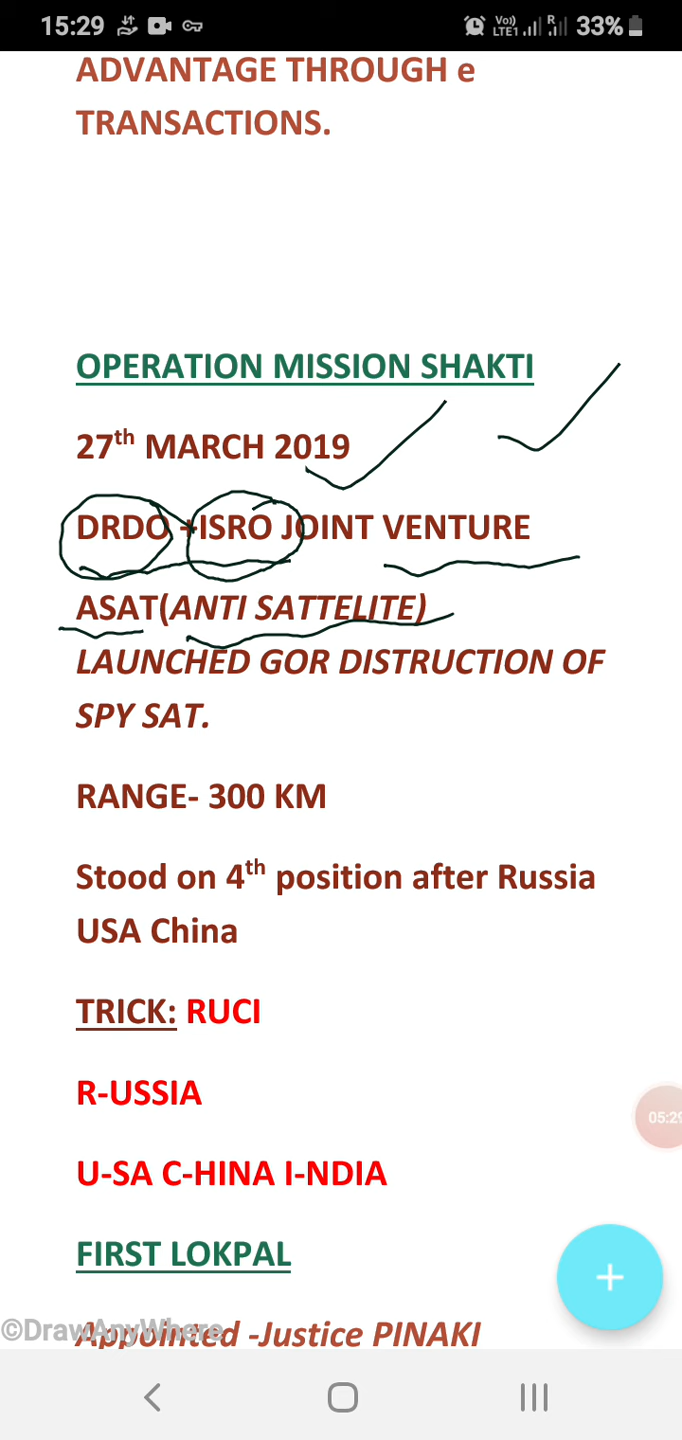 15:29 Vo) LTE1 R 33%
ADVANTAGE THROUGH e
TRANSACTIONS.
OPERATION MISSION SHAKTI
27th MARCH 2019
DRDO +ISRO JOINT VENTURE
ASAT(ANTI SATTELITE)
LAUNCHED GOR DISTRUCTION OF
SPY SAT.
RANGE- 300 KM
Stood on 4th position after Russia
USA China
TRICK: RUCI
R-USSIA
05:29
U-SA C-HINA I-NDIA
FIRST LOKPAL
+
©DrawAnyWhere
Appointed -Justice PINAKI